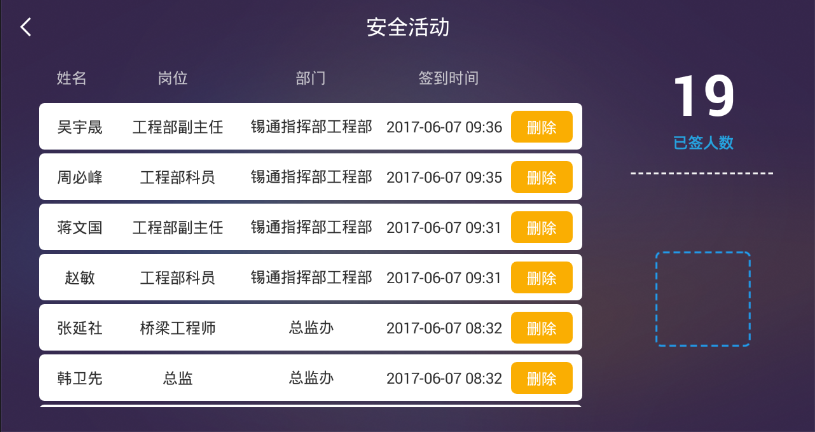 安全活动
姓名 岗位 部门 签到时间
吴宇晟 工程部副主任 锡通指挥部工程部 2017-06-07 09:36 删除
周必峰 工程部科员 锡通指挥部工程部 2017-06-07 09:35 删除
蒋文国 工程部副主任 锡通指挥部工程部 2017-06-07 09:31 删除
赵敏 工程部科员 锡通指挥部工程部 2017-06-07 09:31 删除
张延社 桥梁工程师 总监办 2017-06-07 08:32 删除
韩卫先 总监 总监办 2017-06-07 08:32 删除
19
已签人数